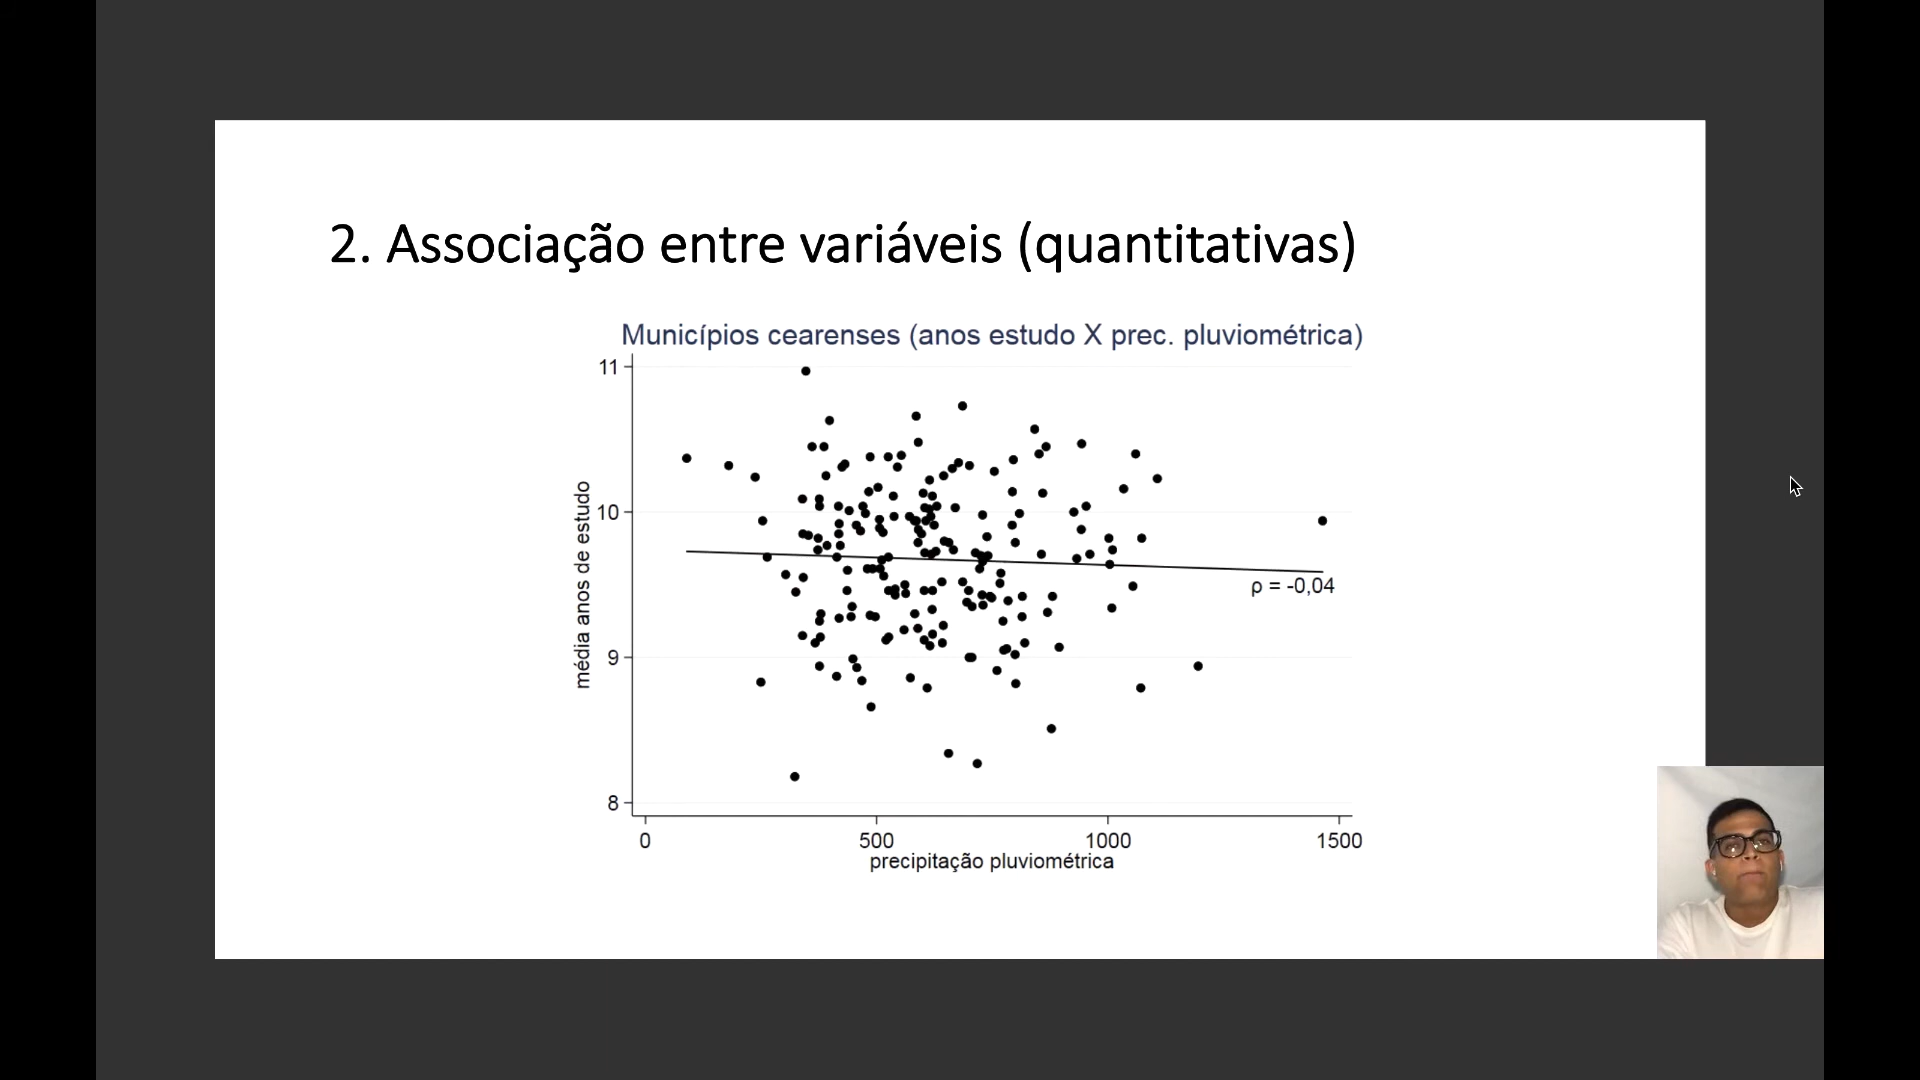 2. Associação entre variáveis (quantitativas)
Municípios cearenses (anos estudo X prec. pluviométrica)
média anos de estudo
11
10
9
8
ρ = -0,04
0
500
1000
1500
precipitação pluviométrica